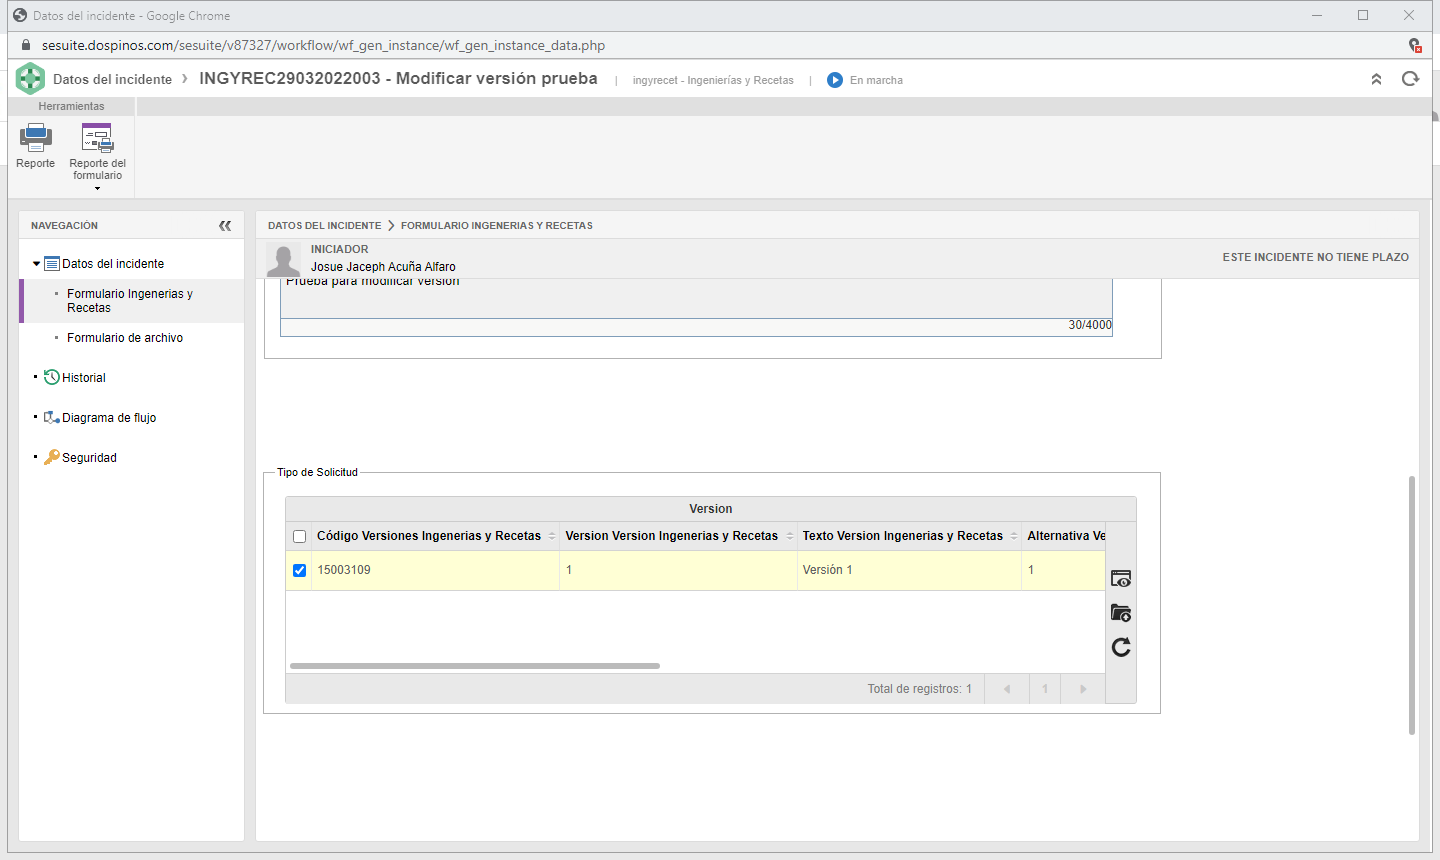 Datos del incidente - Google Chrome
sesuite.dospinos.com/sesuite/v87327/workflow/wf_gen_instance/wf_gen_instance_data.php
Datos del incidente › INGYREC29032022003 - Modificar versión prueba | ingyrecet - Ingenierías y Recetas | En marcha
Herramientas
Reporte
Reporte del
formulario
NAVEGACIÓN
Datos del incidente
Formulario Ingenerias y
Recetas
Formulario de archivo
Historial
Diagrama de flujo
Seguridad
DATOS DEL INCIDENTE > FORMULARIO INGENERIAS Y RECETAS
INICIADOR
Josue Jaceph Acuña Alfaro
ESTE INCIDENTE NO TIENE PLAZO
Prueba para modificar versión
30/4000
Tipo de Solicitud
Version
Código Versiones Ingenerias y Recetas Version Version Ingenerias y Recetas Texto Version Ingenerias y Recetas Alternativa Ve
15003109 1 Versión 1 1
Total de registros: 1 1